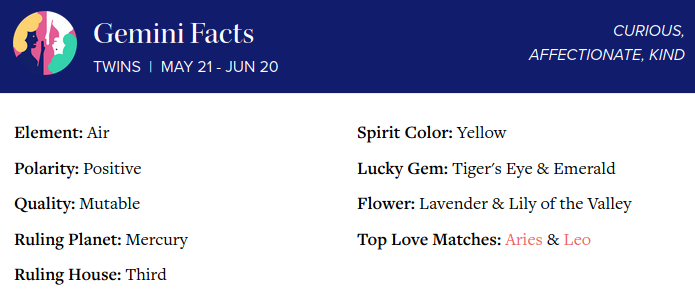 Gemini Facts
TWINS | MAY 21 - JUN 20
CURIOUS,
AFFECTIONATE, KIND
Element: Air
Polarity: Positive
Quality: Mutable
Ruling Planet: Mercury
Ruling House: Third
Spirit Color: Yellow
Lucky Gem: Tiger's Eye & Emerald
Flower: Lavender & Lily of the Valley
Top Love Matches: Aries & Leo